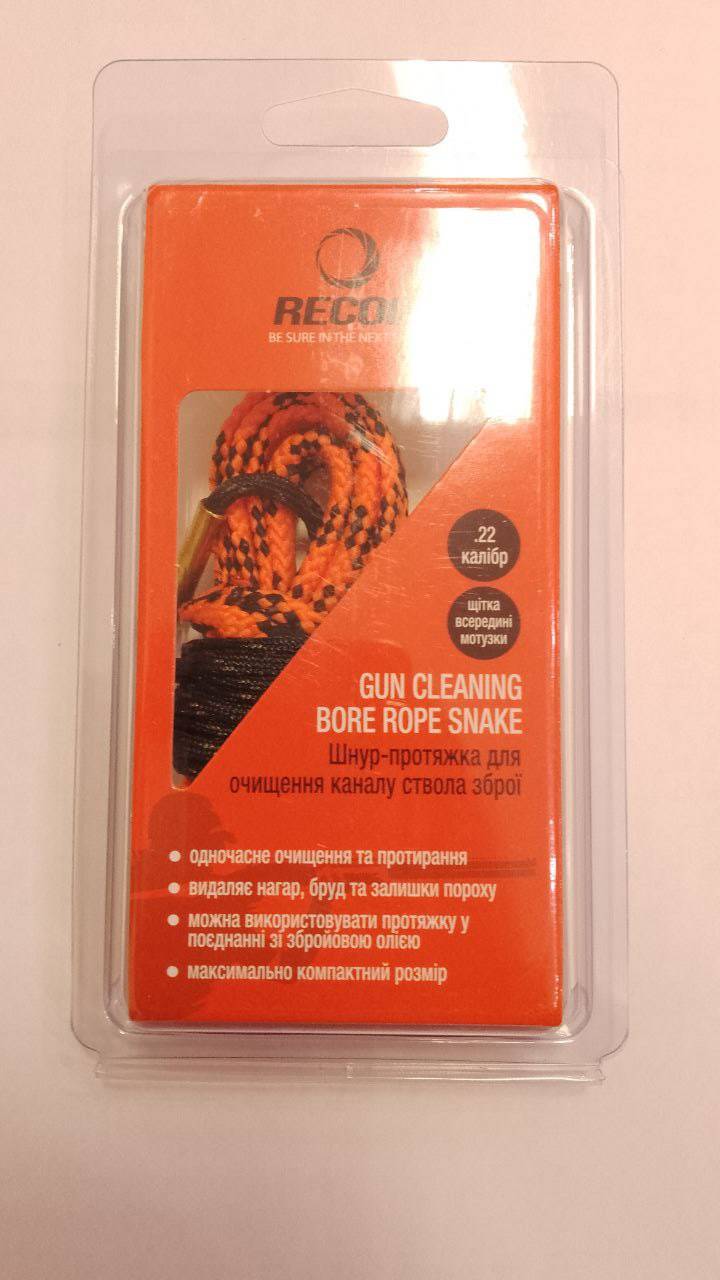 BE SURE IN THE NEXT
.22
калібр
щітка
всередині
мотузки
GUN CLEANING
BORE ROPE SNAKE
Шнур-протяжка для
очищення каналу ствола зброї
одночасне очищення та протирання
видаляє нагар, бруд та залишки пороху
можна використовувати протяжку у
поєднанні зі збройовою олією
максимально компактний розмір